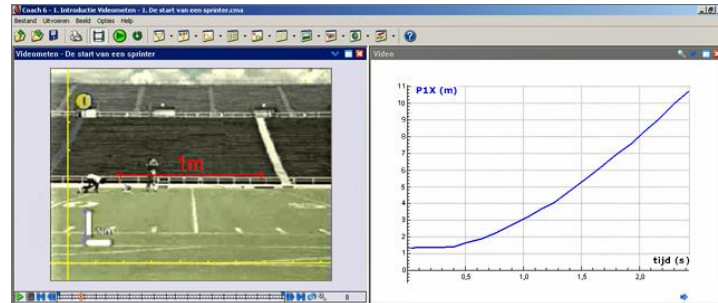 Coach 6 - 1. Introductie Videometen - 1. De start van een sprinter.cma
Bestand Uitvoeren Beeld Opties Help
Videometen - De start van een sprinter
1m
8
Video
P1X (m)
11
10
9
8
7
6
5
4
3
2
1
0
0,0
0,5
1,0
1,5
2,0
tijd (s)